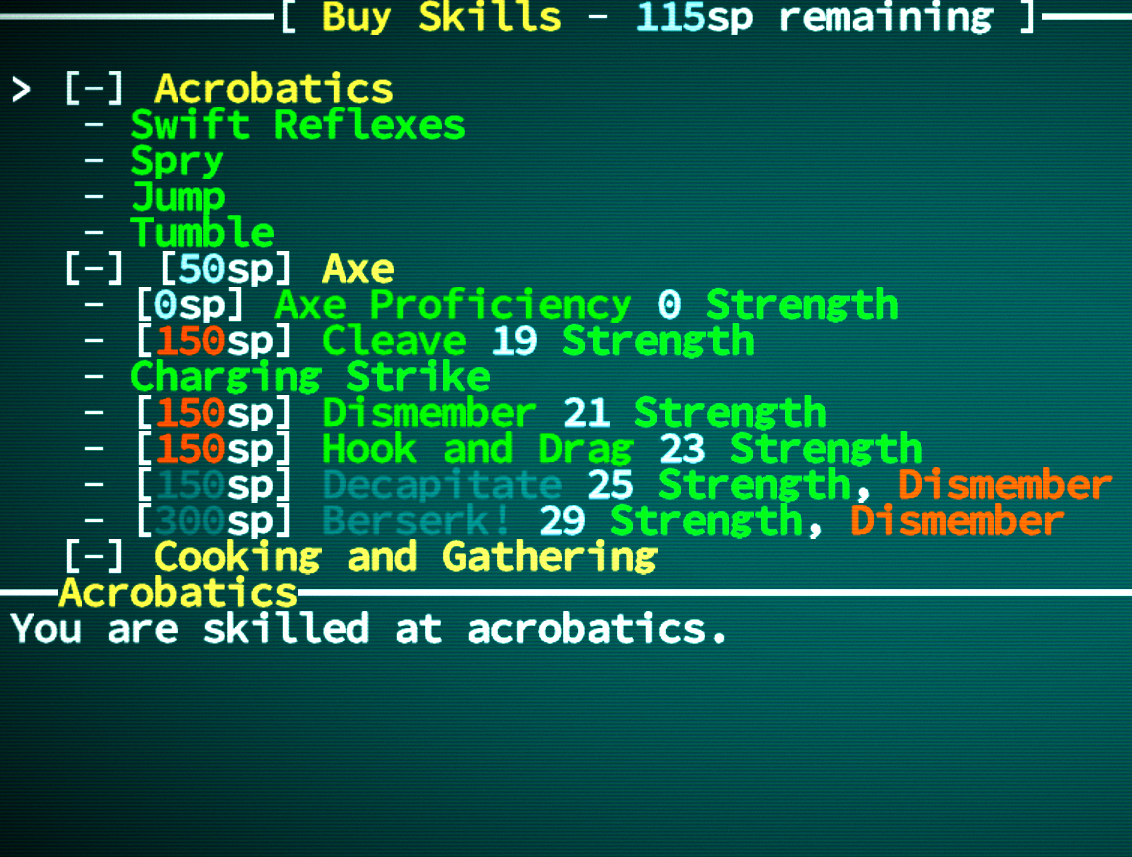 [ Buy Skills - 115sp remaining ]
> [-] Acrobatics
- Swift Reflexes
- Spry
- Jump
- Tumble
[-] [50sp] Axe
- [0sp] Axe Proficiency 0 Strength
- [150sp] Cleave 19 Strength
- Charging Strike
- [150sp] Dismember 21 Strength
- [150sp] Hook and Drag 23 Strength
- [150sp] Decapitate 25 Strength, Dismember
- [300sp] Berserk! 29 Strength, Dismember
[-] Cooking and Gathering
Acrobatics
You are skilled at acrobatics.